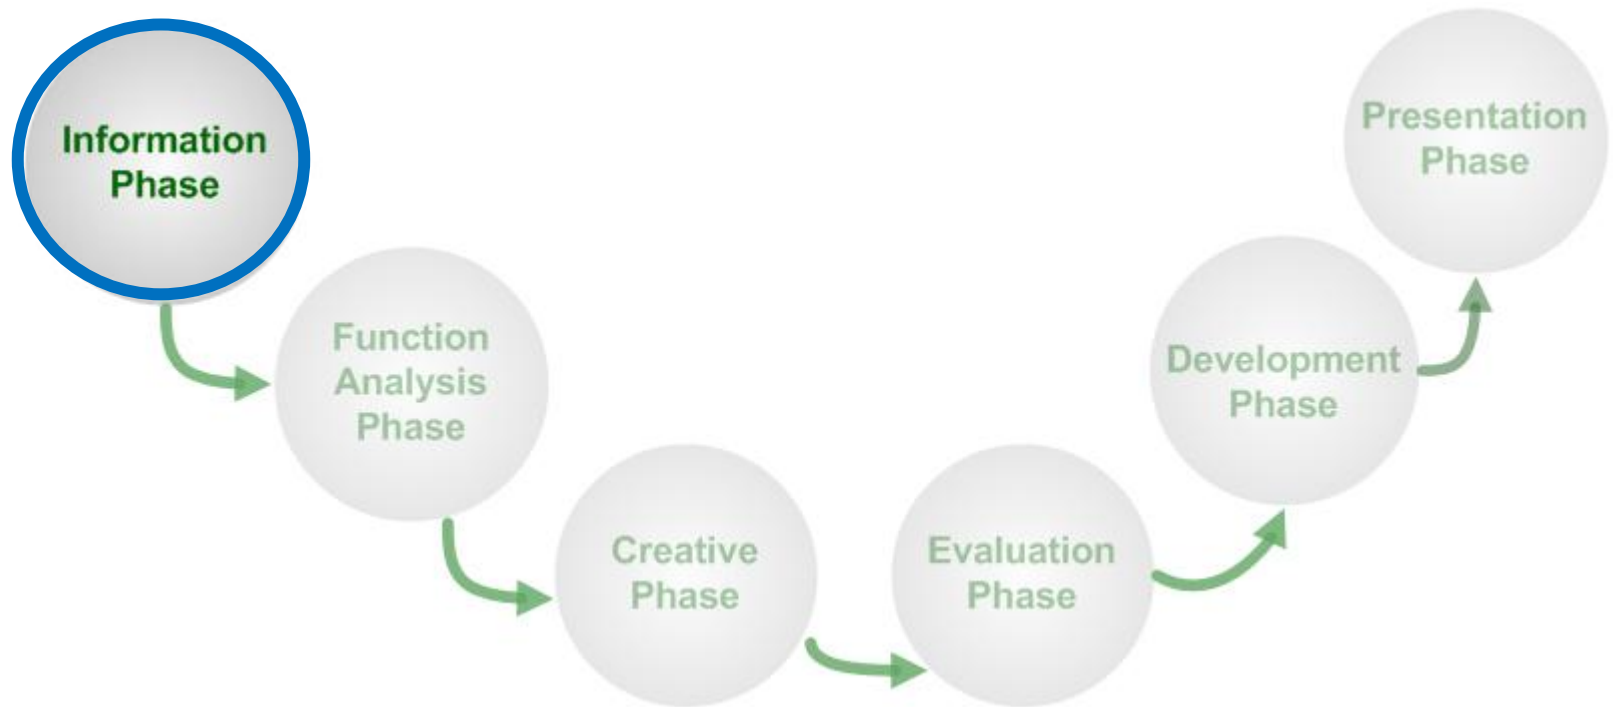 Information
Phase
Function
Analysis
Phase
Creative
Phase
Evaluation
Phase
Development
Phase
Presentation
Phase